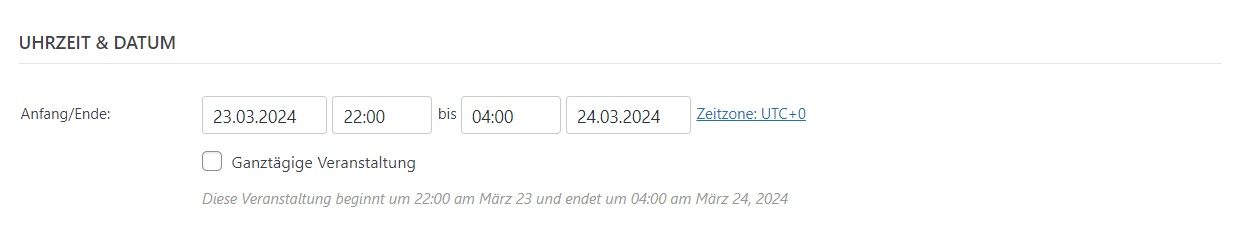 UHRZEIT & DATUM
Anfang/Ende: 23.03.2024 22:00 bis 04:00 24.03.2024 Zeitzone: UTC+0
Ganztägige Veranstaltung
Diese Veranstaltung beginnt um 22:00 am März 23 und endet um 04:00 am März 24, 2024